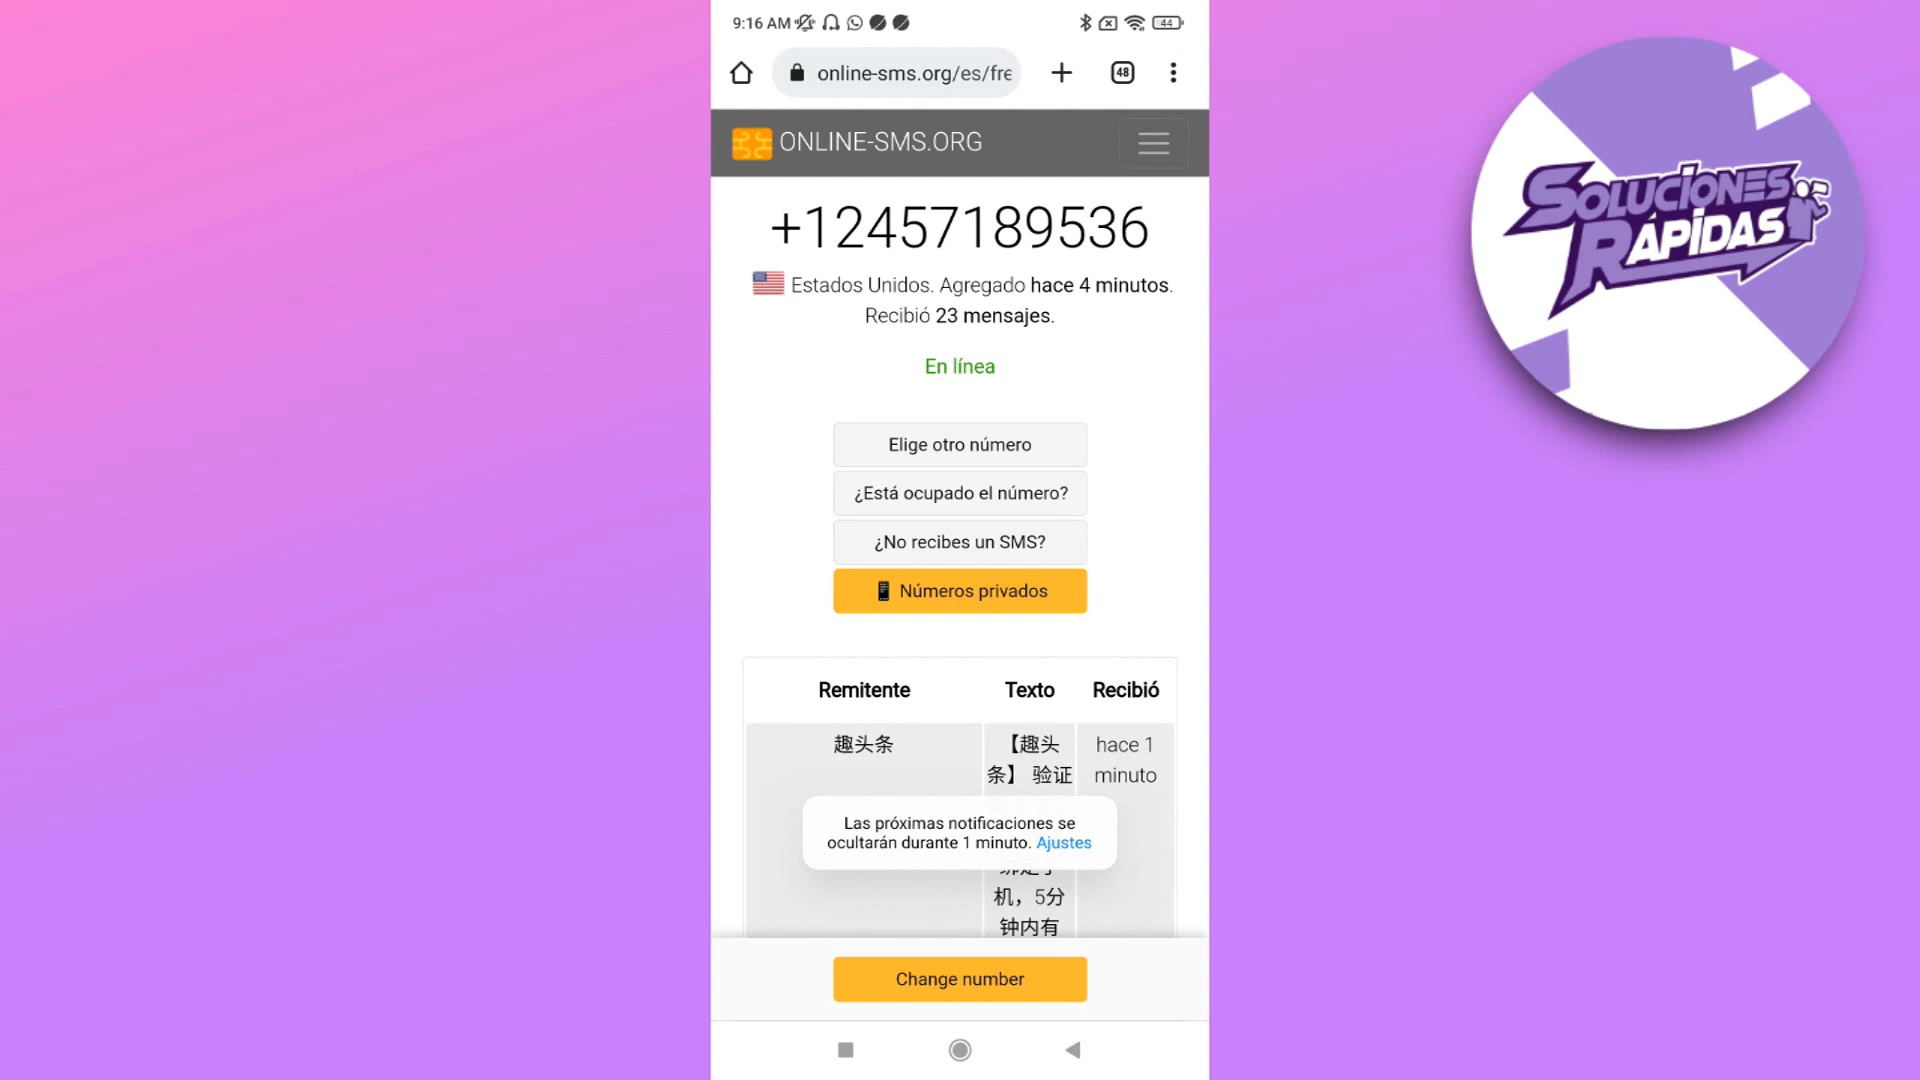 9:16 AM
44
online-sms.org/es/fre
48
ONLINE-SMS.ORG
SOLUCIONES
RÁPIDAS
+12457189536
Estados Unidos. Agregado hace 4 minutos.
Recibió 23 mensajes.
En línea
Elige otro número
¿Está ocupado el número?
¿No recibes un SMS?
Números privados
Remitente Texto Recibió
趣头条 【趣头 hace 1
条】 验证 minuto
Las próximas notificaciones se
ocultarán durante 1 minuto. Ajustes
机，5分
钟内有
Change number